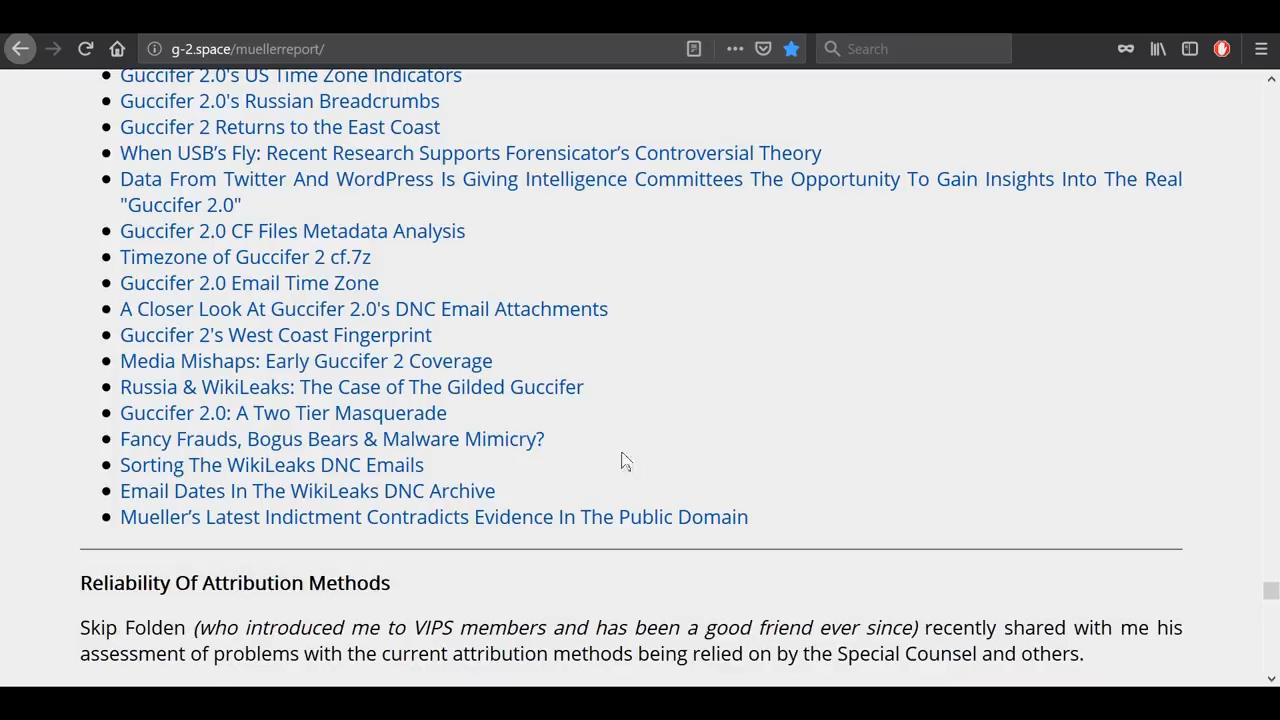 g-2.space/muellerreport/
Search
Guccifer 2.0's US Time Zone Indicators
Guccifer 2.0's Russian Breadcrumbs
Guccifer 2 Returns to the East Coast
When USB’s Fly: Recent Research Supports Forensicator’s Controversial Theory
Data From Twitter And WordPress Is Giving Intelligence Committees The Opportunity To Gain Insights Into The Real
"Guccifer 2.0"
Guccifer 2.0 CF Files Metadata Analysis
Timezone of Guccifer 2 cf.7z
Guccifer 2.0 Email Time Zone
A Closer Look At Guccifer 2.0's DNC Email Attachments
Guccifer 2's West Coast Fingerprint
Media Mishaps: Early Guccifer 2 Coverage
Russia & WikiLeaks: The Case of The Gilded Guccifer
Guccifer 2.0: A Two Tier Masquerade
Fancy Frauds, Bogus Bears & Malware Mimicry?
Sorting The WikiLeaks DNC Emails
Email Dates In The WikiLeaks DNC Archive
Mueller’s Latest Indictment Contradicts Evidence In The Public Domain
Reliability Of Attribution Methods
Skip Folden (who introduced me to VIPS members and has been a good friend ever since) recently shared with me his
assessment of problems with the current attribution methods being relied on by the Special Counsel and others.